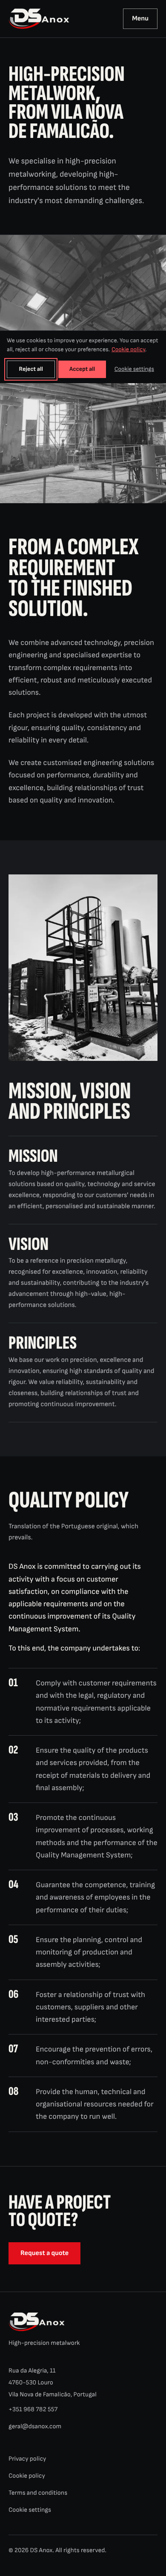 DS Anox
Menu
HIGH-PRECISION
METALWORK,
FROM VILA NOVA
DE FAMALICÃO.
We specialise in high-precision
metalworking, developing high-
performance solutions to meet the
industry's most demanding challenges.
We use cookies to improve your experience. You can accept
all, reject all or choose your preferences. Cookie policy.
Reject all
Accept all
Cookie settings
FROM A COMPLEX
REQUIREMENT
TO THE FINISHED
SOLUTION.
We combine advanced technology, precision
engineering and specialised expertise to
transform complex requirements into
efficient, robust and meticulously executed
solutions.
Each project is developed with the utmost
rigour, ensuring quality, consistency and
reliability in every detail.
We create customised engineering solutions
focused on performance, durability and
excellence, building relationships of trust
based on quality and innovation.
MISSION, VISION
AND PRINCIPLES
MISSION
To develop high-performance metallurgical
solutions based on quality, technology and service
excellence, responding to our customers' needs in
an efficient, personalised and sustainable manner.
VISION
To be a reference in precision metallurgy,
recognised for excellence, innovation, reliability
and sustainability, contributing to the industry's
advancement through high-value, high-
performance solutions.
PRINCIPLES
We base our work on precision, excellence and
innovation, ensuring high standards of quality and
rigour. We value reliability, sustainability and
closeness, building relationships of trust and
promoting continuous improvement.
QUALITY POLICY
Translation of the Portuguese original, which
prevails.
DS Anox is committed to carrying out its
activity with a focus on customer
satisfaction, on compliance with the
applicable requirements and on the
continuous improvement of its Quality
Management System.
To this end, the company undertakes to:
01 Comply with customer requirements
and with the legal, regulatory and
normative requirements applicable
to its activity;
02 Ensure the quality of the products
and services provided, from the
receipt of materials to delivery and
final assembly;
03 Promote the continuous
improvement of processes, working
methods and the performance of the
Quality Management System;
04 Guarantee the competence, training
and awareness of employees in the
performance of their duties;
05 Ensure the planning, control and
monitoring of production and
assembly activities;
06 Foster a relationship of trust with
customers, suppliers and other
interested parties;
07 Encourage the prevention of errors,
non-conformities and waste;
08 Provide the human, technical and
organisational resources needed for
the company to run well.
HAVE A PROJECT
TO QUOTE?
Request a quote
DS Anox
High-precision metalwork
Rua da Alegria, 11
4760-530 Louro
Vila Nova de Famalicão, Portugal
+351 968 782 557
geral@dsanox.com
Privacy policy
Cookie policy
Terms and conditions
Cookie settings
© 2026 DS Anox. All rights reserved.